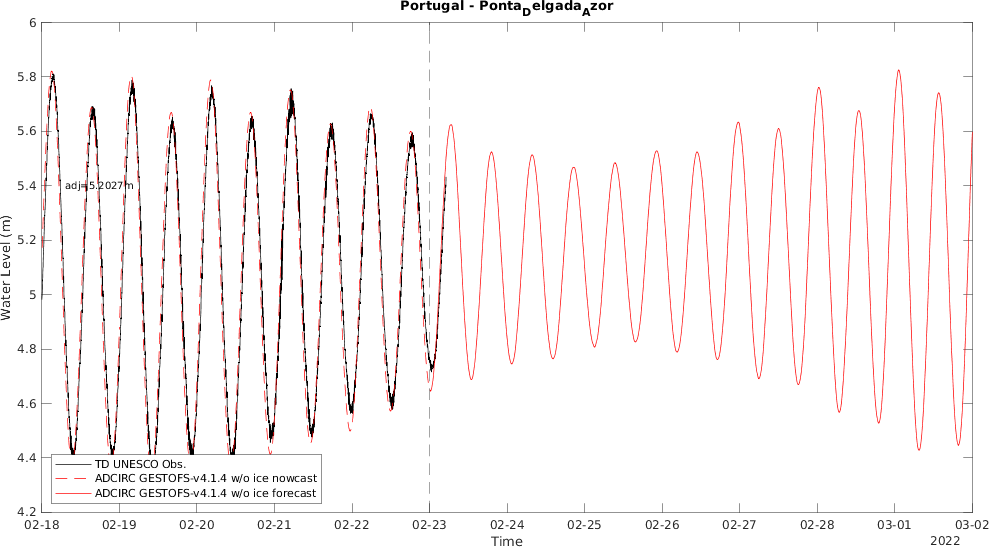 Portugal - PontaDelgadaAzor
6
5.8
5.6
5.4
5.2
5
4.8
4.6
4.4
4.2
Water Level (m)
adj=5.2027m
TD UNESCO Obs.
ADCIRC GESTOFS-v4.1.4 w/o ice nowcast
ADCIRC GESTOFS-v4.1.4 w/o ice forecast
02-18 02-19 02-20 02-21 02-22 02-23 02-24 02-25 02-26 02-27 02-28 03-01 03-02
Time
2022